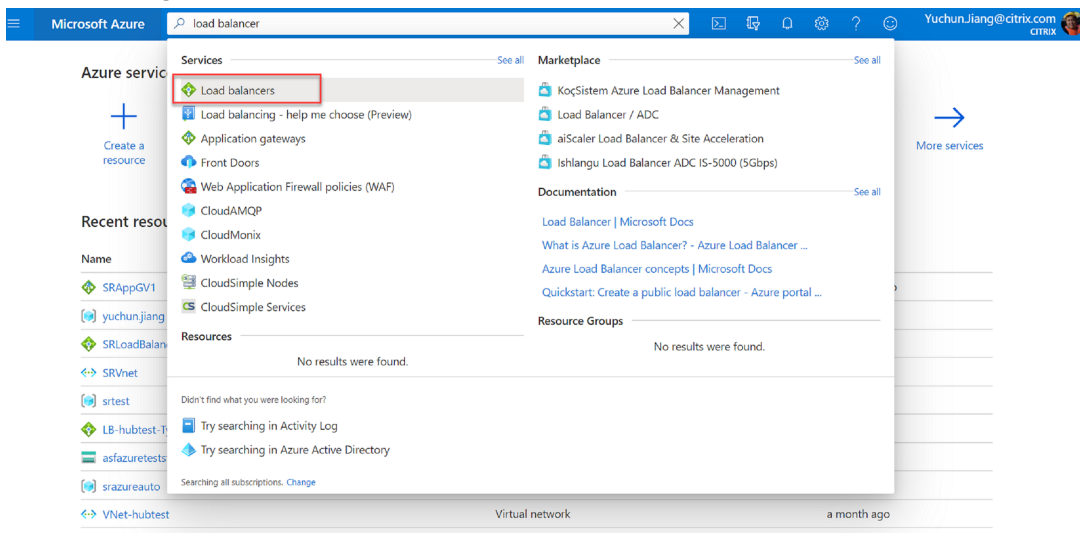 Microsoft Azure
load balancer
Yuchun.Jiang@citrix.com
CITRIX
Azure servic
Create a
resource
More services
Services
See all
Load balancers
Load balancing - help me choose (Preview)
Application gateways
Front Doors
Web Application Firewall policies (WAF)
CloudAMQP
CloudMonix
Workload Insights
CloudSimple Nodes
CS CloudSimple Services
Resources
No results were found.
Marketplace
See all
KoçSistem Azure Load Balancer Management
Load Balancer / ADC
aiScaler Load Balancer & Site Acceleration
Ishlangu Load Balancer ADC IS-5000 (5Gbps)
Documentation
See all
Load Balancer | Microsoft Docs
What is Azure Load Balancer? - Azure Load Balancer ...
Azure Load Balancer concepts | Microsoft Docs
Quickstart: Create a public load balancer - Azure portal ...
Resource Groups
No results were found.
Didn't find what you were looking for?
Try searching in Activity Log
Try searching in Azure Active Directory
Searching all subscriptions. Change
Recent resou
Name
SRAppGV1
yuchun.jiang
SRLoadBalan
SRVnet
srtest
LB-hubtest-T
asfazuretests
srazureauto
VNet-hubtest Virtual network a month ago